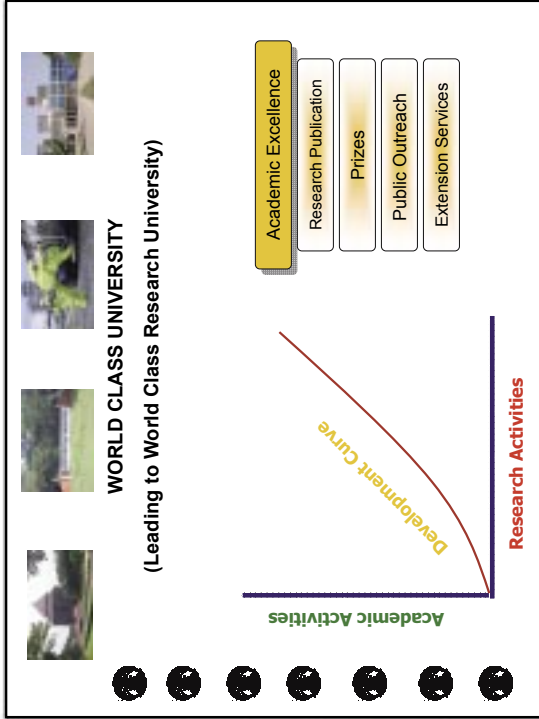 WORLD CLASS UNIVERSITY
(Leading to World Class Research University)
Academic Activities
Development Curve
Research Activities
Academic Excellence
Research Publication
Prizes
Public Outreach
Extension Services